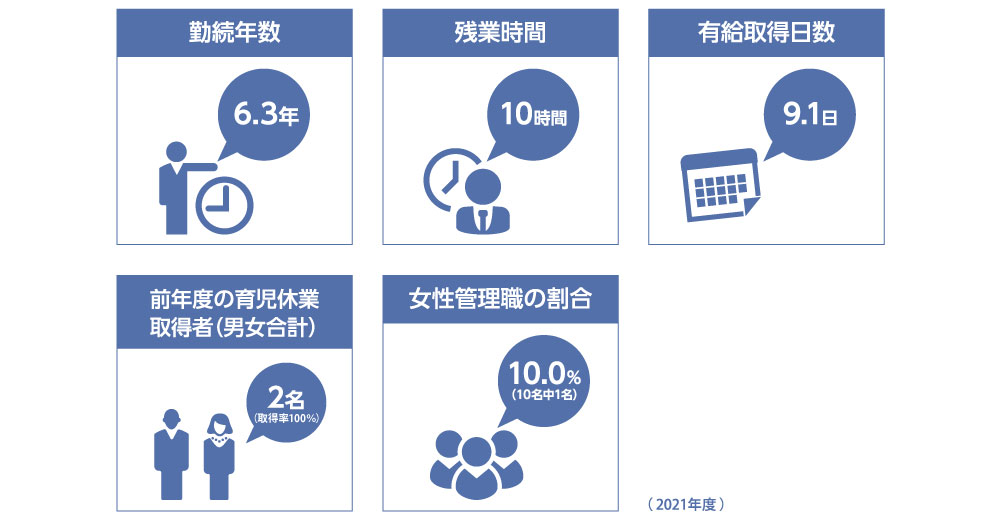 勤続年数
6.3年
残業時間
10時間
有給取得日数
9.1日
前年度の育児休業
取得者(男女合計)
2名
(取得率100%)
女性管理職の割合
10.0%
(10名中1名)
(2021年度)